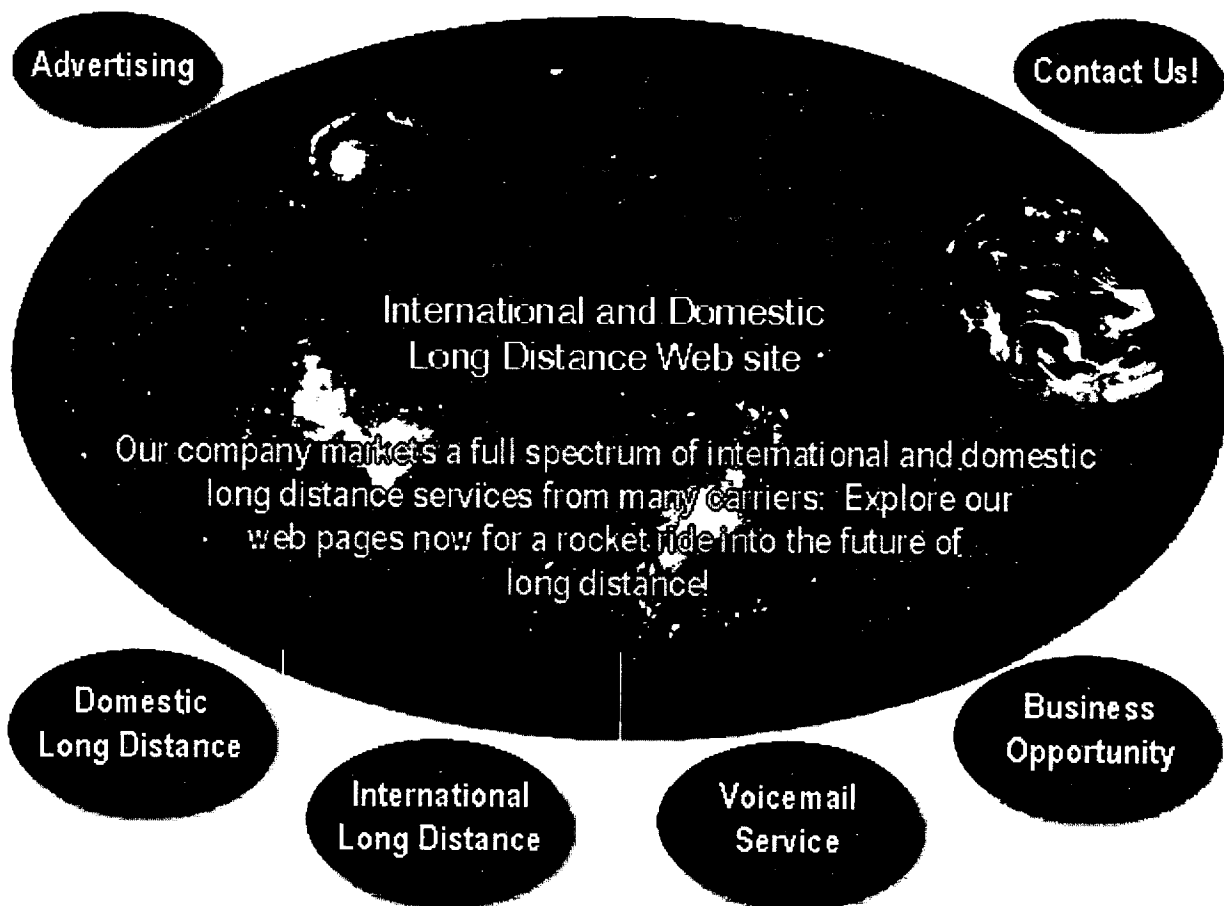 Advertising
Contact Us!
International and Domestic
Long Distance Web site
Our company markets a full spectrum of international and domestic
long distance services from many carriers: Explore our
web pages now for a rocket ride into the future of
long distance!
Domestic
Long Distance
International
Long Distance
Voicemail
Service
Business
Opportunity